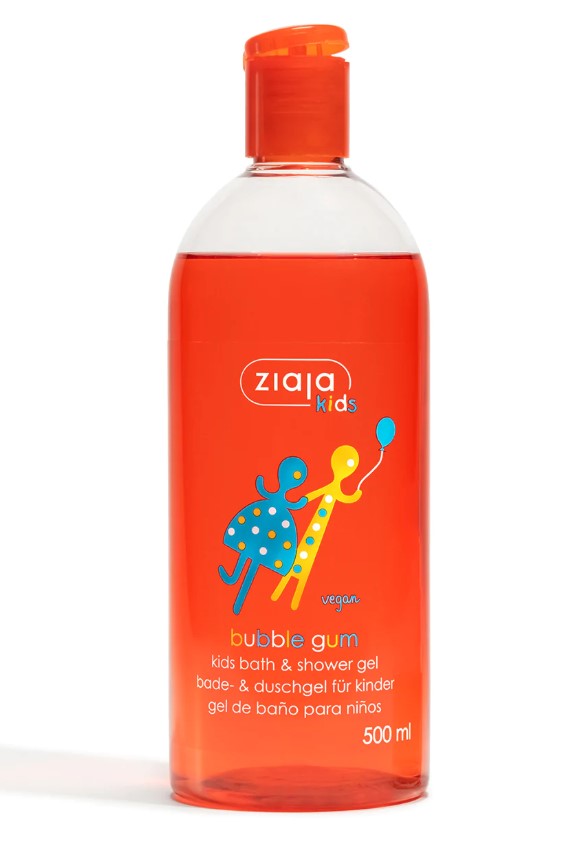 ziaja
kids
vegan
bubble gum
kids bath & shower gel
bade- & duschgel für kinder
gel de baño para niños
500 ml